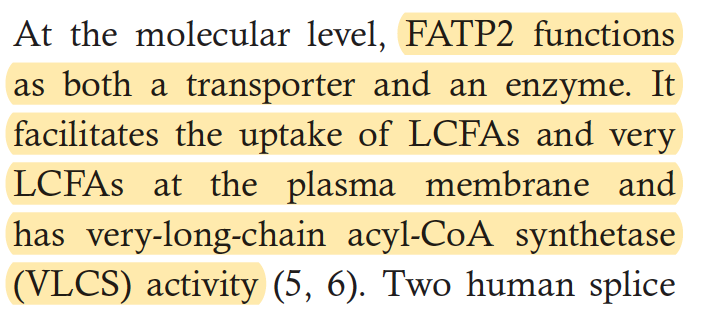 At the molecular level, FATP2 functions
as both a transporter and an enzyme. It
facilitates the uptake of LCFAs and very
LCFAs at the plasma membrane and
has very-long-chain acyl-CoA synthetase
(VLCS) activity (5, 6). Two human splice